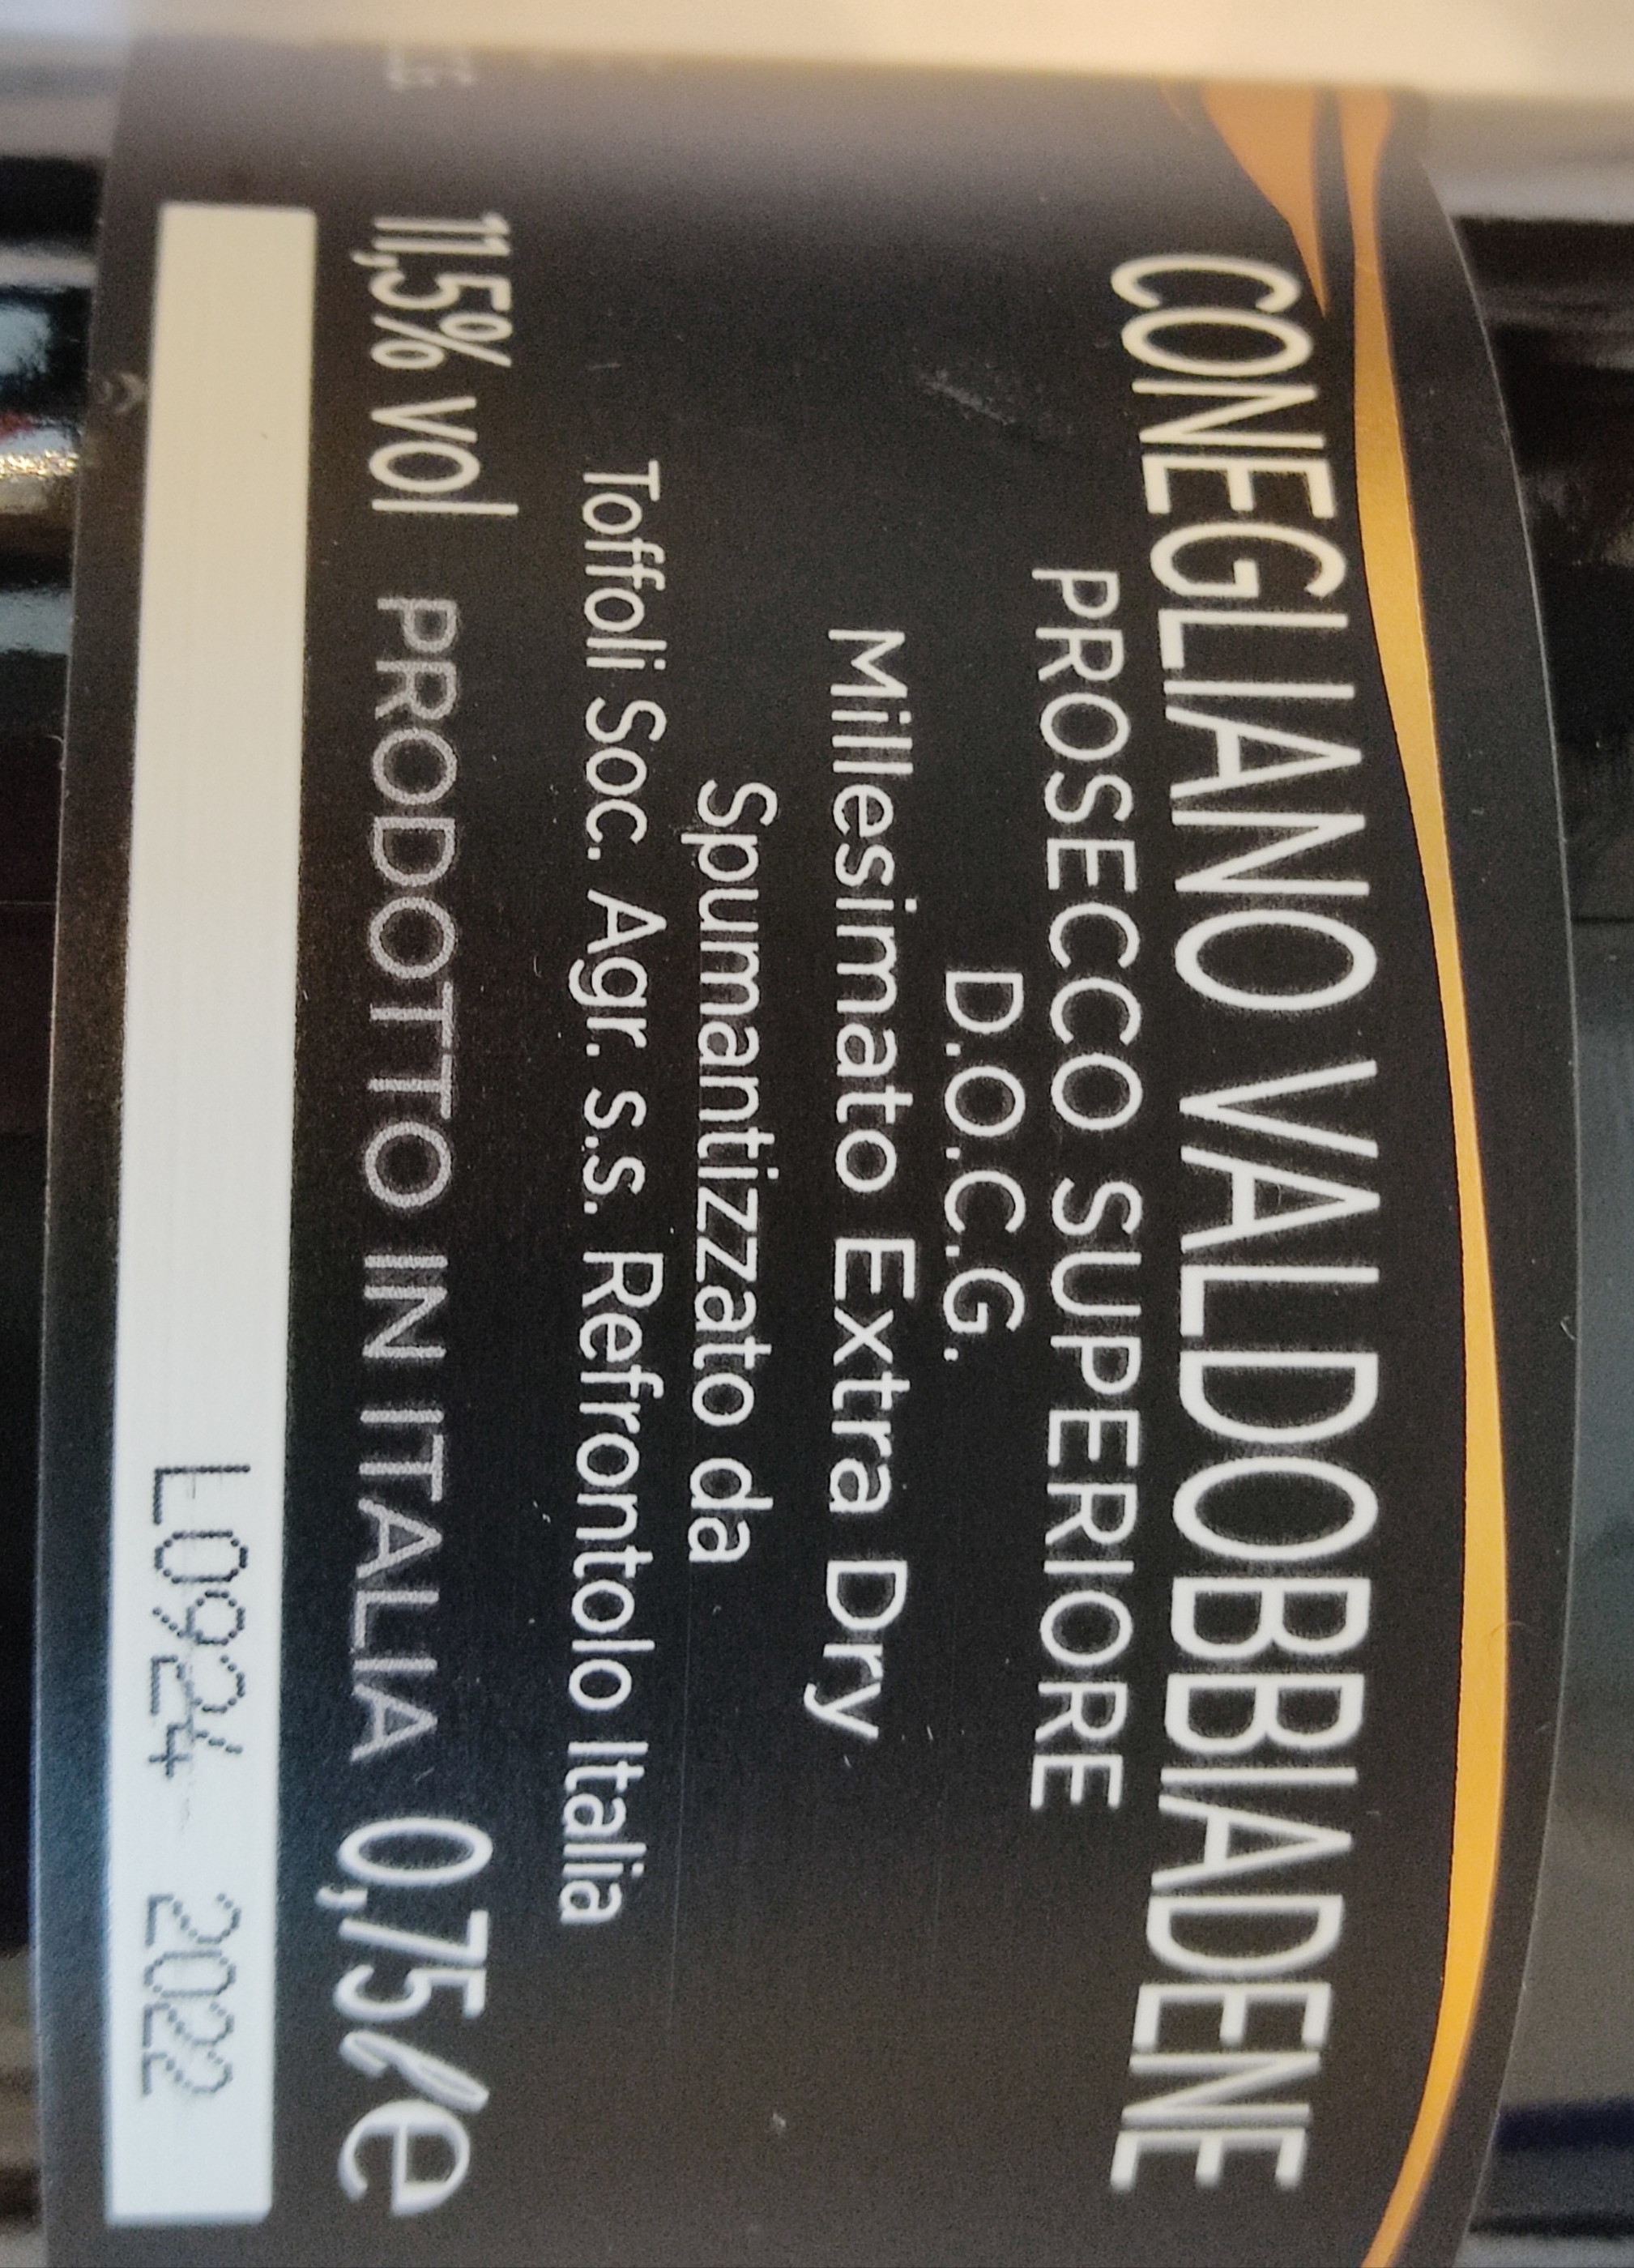 CONEGLIANO VALDOBBIADENE
PROSECCO SUPERIORE
D.O.C.G.
Millesimato Extra Dry
Spumantizzato da
Toffoli Soc. Agr. s.s. Refrontolo Italia
11,5% vol PRODOTTO IN ITALIA 0,75 ℓ e
L0924 2022